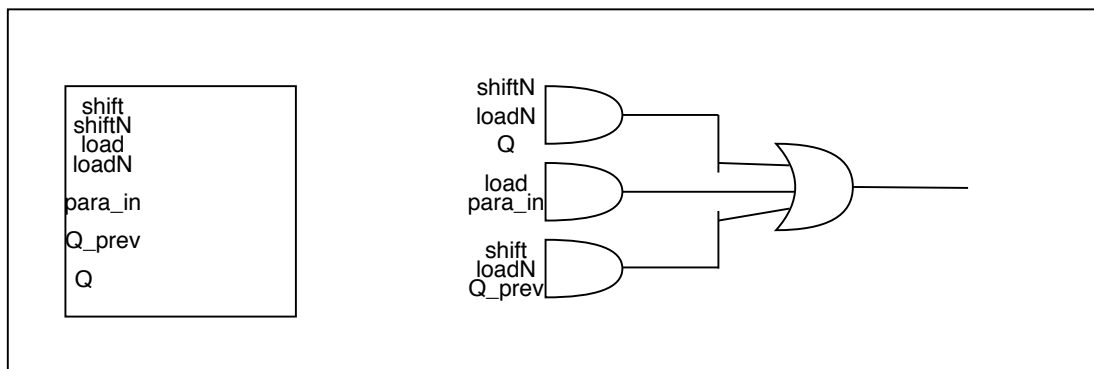 shift
shiftN
load
loadN
para_in
Q_prev
Q
shiftN
loadN
Q
load
para_in
shift
loadN
Q_prev